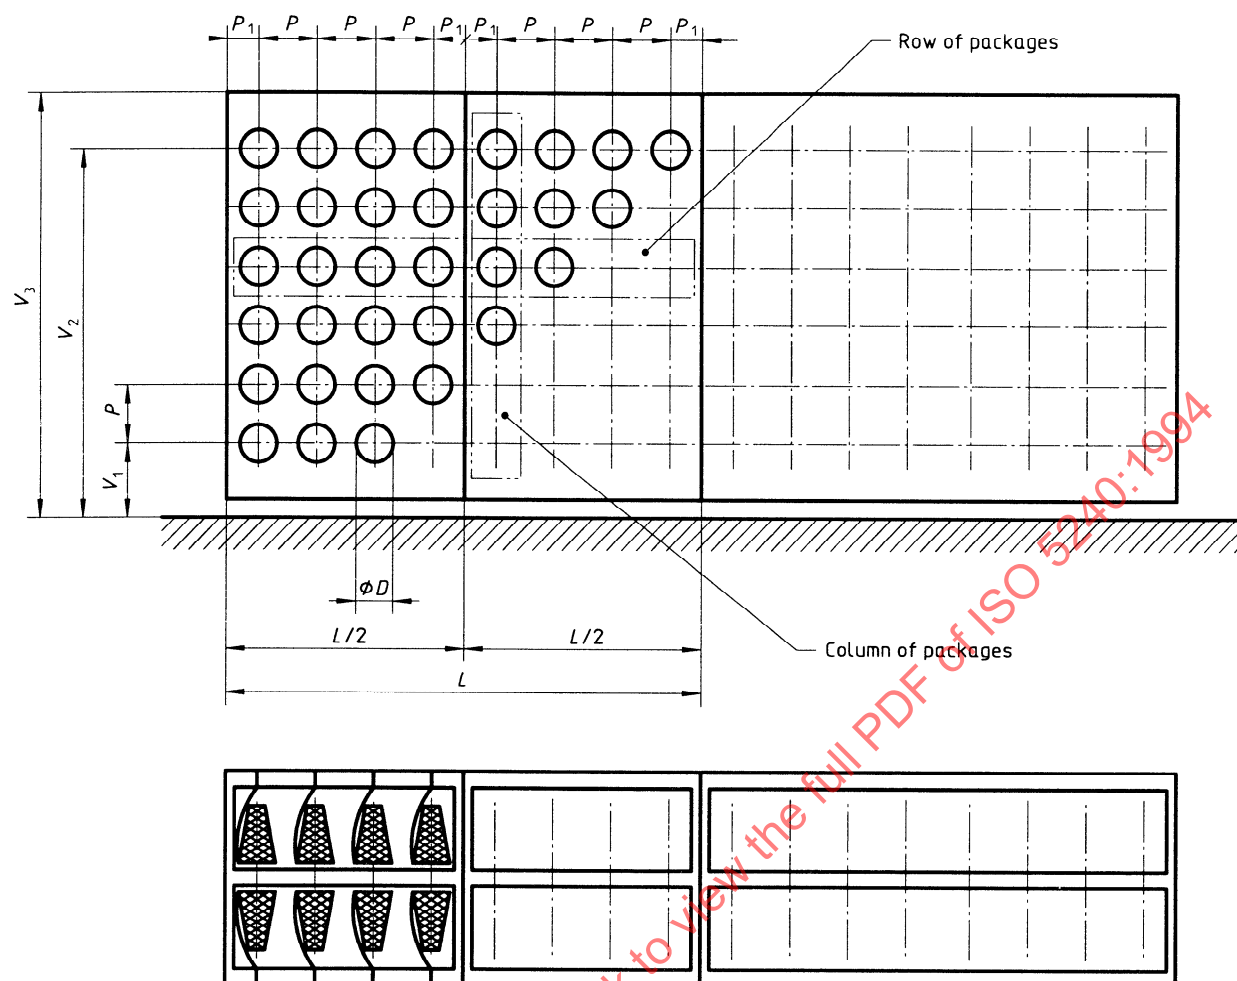 P1 P P P P1 P1 P P P P1
Row of packages
V3
V2
P
V1
ΦD
L/2 L/2
Column of packages
L
k to view the full PDF of ISO 5240:1994